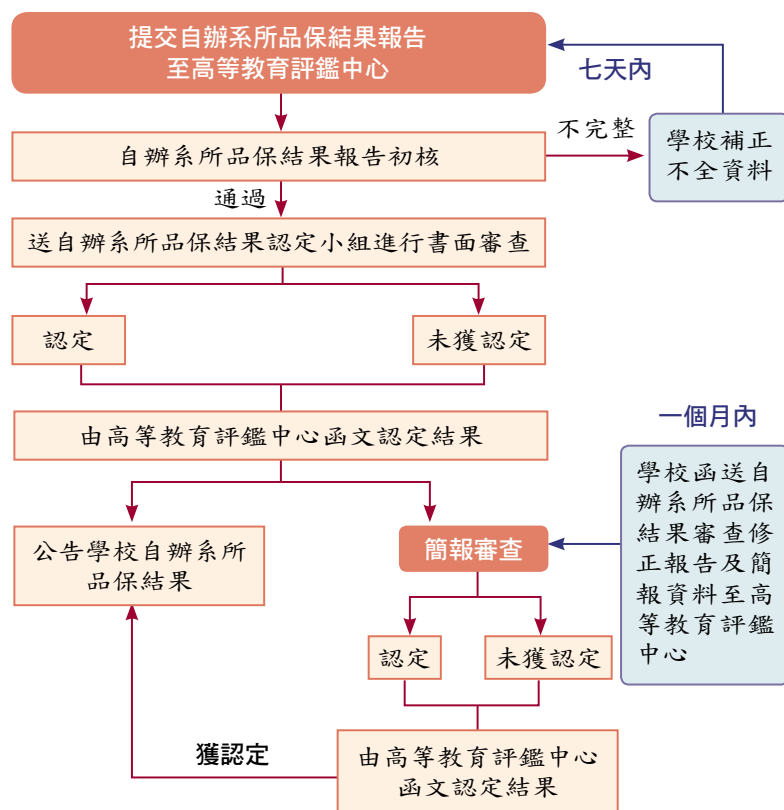 提交自辦系所品保結果報告
至高等教育評鑑中心
七天內
不完整
學校補正
不全資料
自辦系所品保結果報告初核
通過
送自辦系所品保結果認定小組進行書面審查
認定
未獲認定
由高等教育評鑑中心函文認定結果
一個月內
學校函送自
辦系所品保
結果審查修
正報告及簡
報資料至高
等教育評鑑
中心
公告學校自辦系所
品保結果
簡報審查
認定
未獲認定
獲認定
由高等教育評鑑中心
函文認定結果